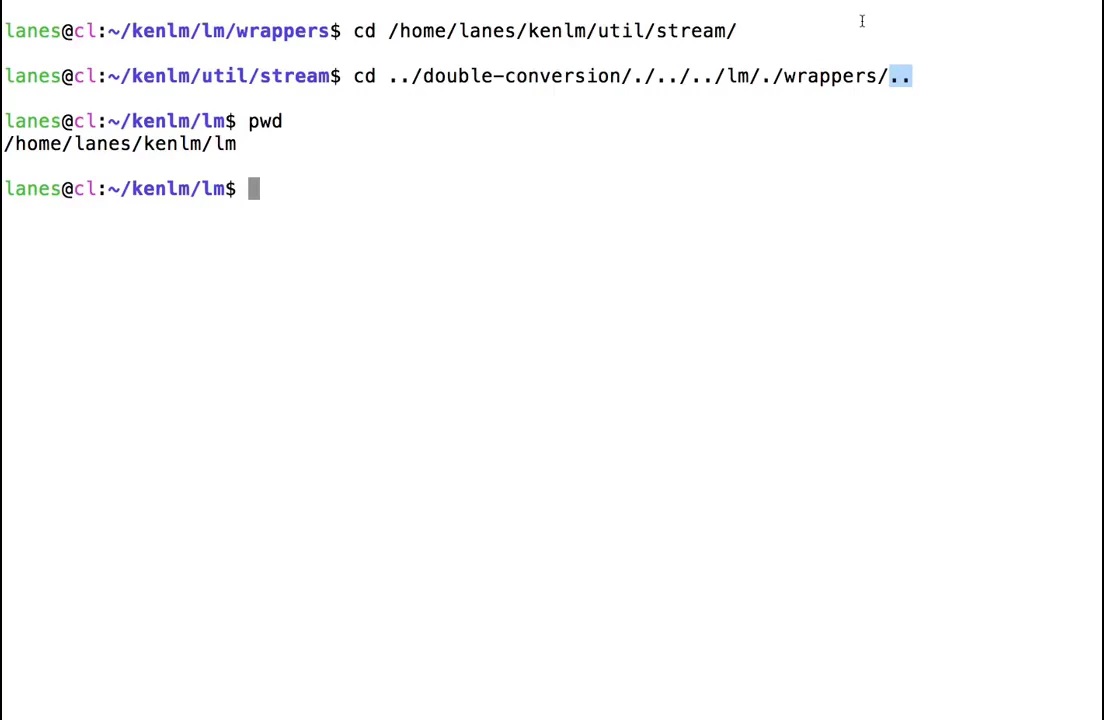 lanes@cl:~/kenlm/lm/wrappers$ cd /home/lanes/kenlm/util/stream/
lanes@cl:~/kenlm/util/stream$ cd ../double-conversion/./../../lm/./wrappers/..
lanes@cl:~/kenlm/lm$ pwd
/home/lanes/kenlm/lm
lanes@cl:~/kenlm/lm$